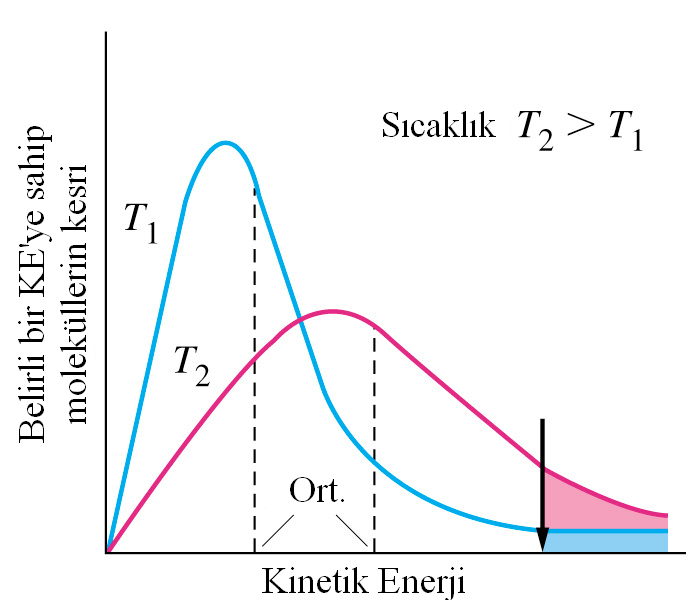 Sıcaklık T₂ > T₁
Belirli bir KE'ye sahip
moleküllerin kesri
T₁
T₂
Ort.
Kinetik Enerji